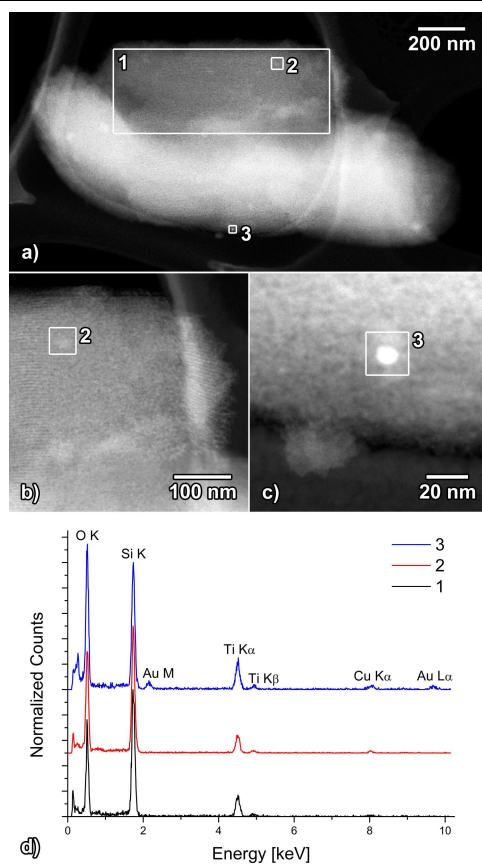 1
2
200 nm
3
a)
2
3
b)
100 nm
c)
20 nm
O K
Si K
3
2
1
Au M
Ti Kα
Ti Kβ
Cu Kα
Au Lα
Normalized Counts
0 2 4 6 8 10
d)
Energy [keV]